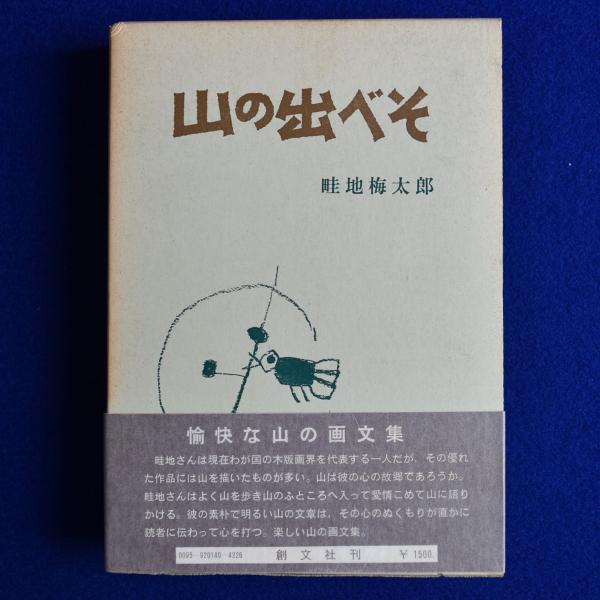 山の出べそ
畦地梅太郎
愉快な山の画文集
畦地さんは現在わが国の木版画界を代表する一人だが、その優れ
た作品には山を描いたものが多い。山は彼の心の故郷であろうか。
畦地さんはよく山を歩き山のふところへ入って愛情こめて山に語り
かける。彼の素朴で明るい山の文章は、その心のぬくもりが直かに
読者に伝わって心を打つ。楽しい山の画文集。
0095-920140-4226 創文社刊 ¥1500.